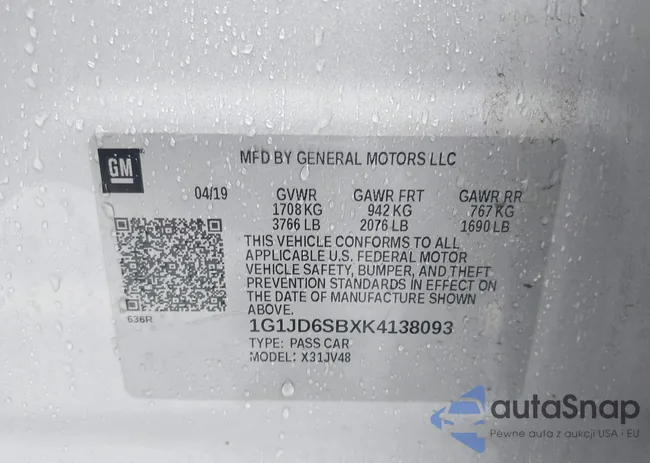 GM
MFD BY GENERAL MOTORS LLC
04/19 GVWR GAWR FRT GAWR RR
1708 KG 942 KG 767 KG
3766 LB 2076 LB 1690 LB
THIS VEHICLE CONFORMS TO ALL
APPLICABLE U.S. FEDERAL MOTOR
VEHICLE SAFETY, BUMPER, AND THEFT
PREVENTION STANDARDS IN EFFECT ON
THE DATE OF MANUFACTURE SHOWN
ABOVE.
636R
1G1JD6SBXK4138093
TYPE: PASS CAR
MODEL: X31JV48
autaSnap
Pewne auta z aukcji USA i EU